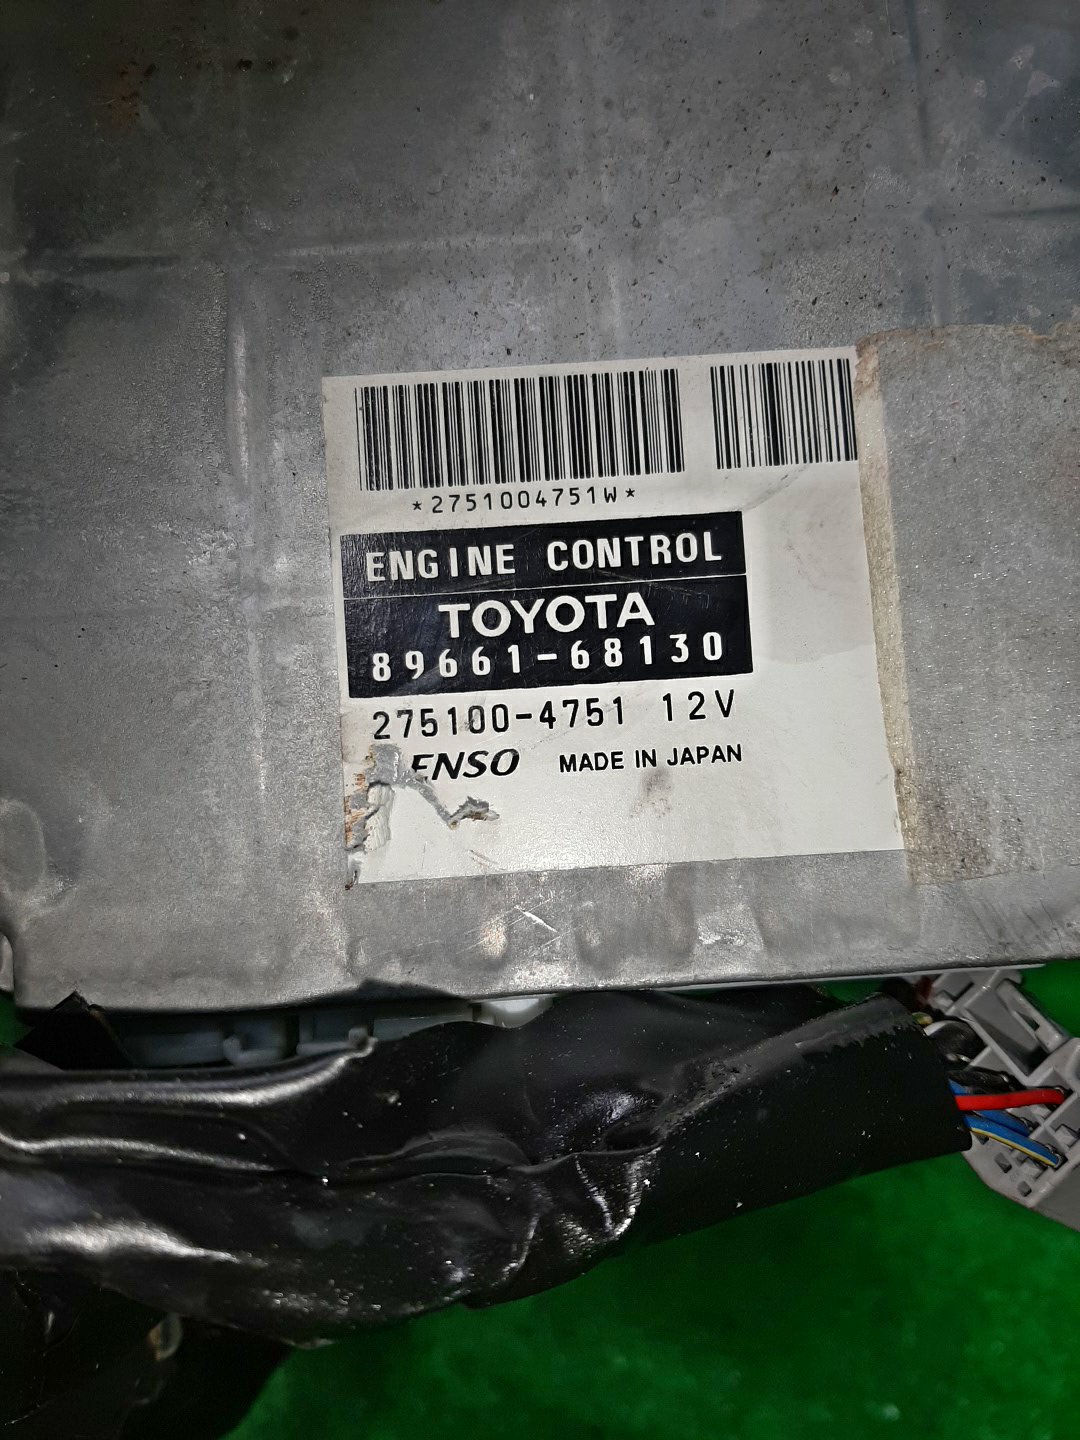 *2751004751W*
ENGINE CONTROL
TOYOTA
89661-68130
275100-4751 12V
ENSO MADE IN JAPAN